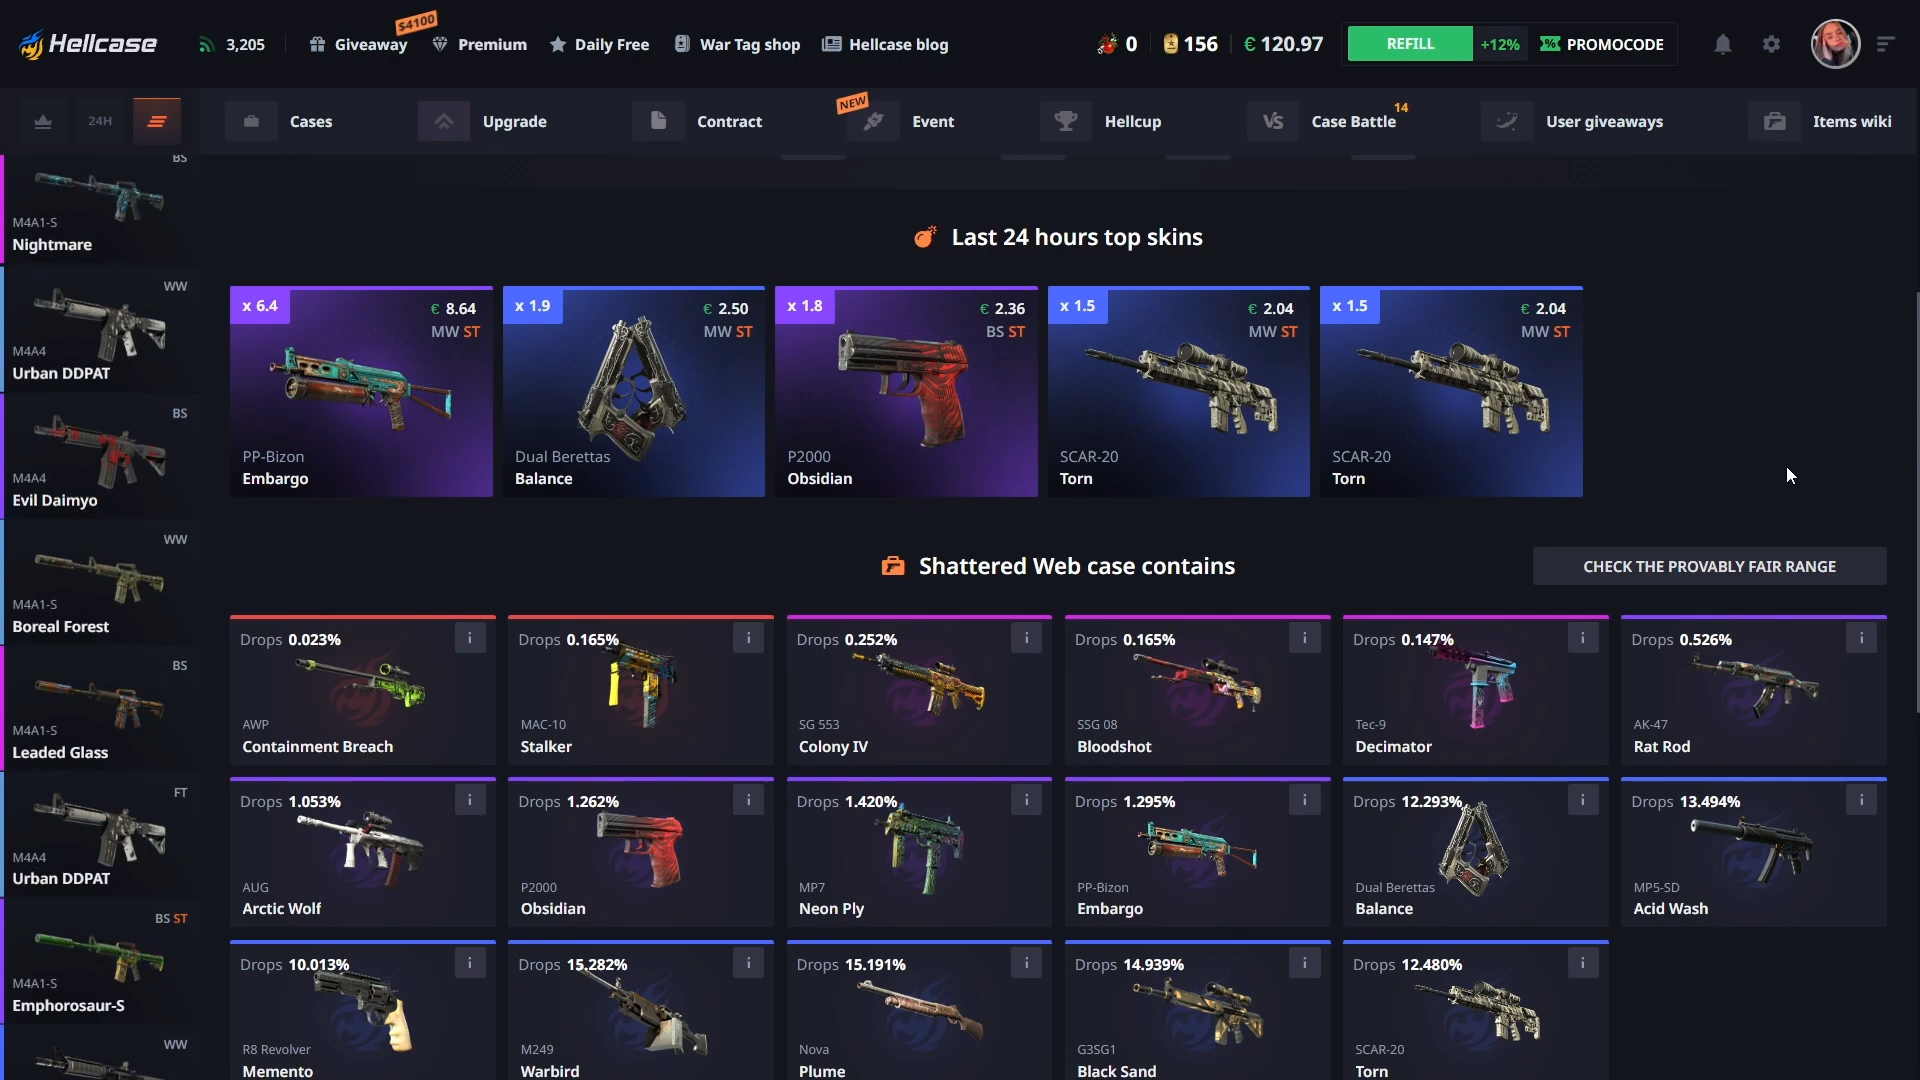 Hellcase
3,205
Giveaway
$4100
Premium
Daily Free
War Tag shop
Hellcase blog
0
156
€ 120.97
REFILL
+12%
PROMOCODE
24H
Cases
Upgrade
Contract
NEW
Event
Hellcup
VS
Case Battle
14
User giveaways
Items wiki
BS
M4A1-S
Nightmare
WW
M4A4
Urban DDPAT
BS
M4A4
Evil Daimyo
WW
M4A1-S
Boreal Forest
BS
M4A1-S
Leaded Glass
FT
M4A4
Urban DDPAT
BS ST
M4A1-S
Emphorosaur-S
WW
Last 24 hours top skins
x 6.4
€ 8.64
MW ST
PP-Bizon
Embargo
x 1.9
€ 2.50
MW ST
Dual Berettas
Balance
x 1.8
€ 2.36
BS ST
P2000
Obsidian
x 1.5
€ 2.04
MW ST
SCAR-20
Torn
x 1.5
€ 2.04
MW ST
SCAR-20
Torn
Shattered Web case contains
CHECK THE PROVABLY FAIR RANGE
Drops 0.023%
i
AWP
Containment Breach
Drops 0.165%
i
MAC-10
Stalker
Drops 0.252%
i
SG 553
Colony IV
Drops 0.165%
i
SSG 08
Bloodshot
Drops 0.147%
i
Tec-9
Decimator
Drops 0.526%
i
AK-47
Rat Rod
Drops 1.053%
i
AUG
Arctic Wolf
Drops 1.262%
i
P2000
Obsidian
Drops 1.420%
i
MP7
Neon Ply
Drops 1.295%
i
PP-Bizon
Embargo
Drops 12.293%
i
Dual Berettas
Balance
Drops 13.494%
i
MP5-SD
Acid Wash
Drops 10.013%
i
R8 Revolver
Memento
Drops 15.282%
i
M249
Warbird
Drops 15.191%
i
Nova
Plume
Drops 14.939%
i
G3SG1
Black Sand
Drops 12.480%
i
SCAR-20
Torn